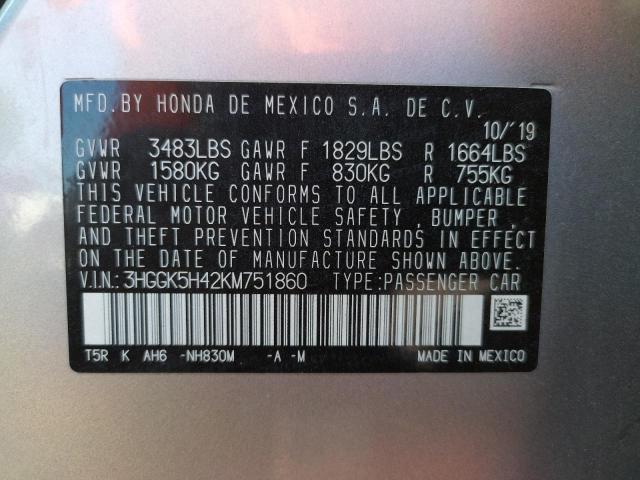 MFD. BY HONDA DE MEXICO S.A. DE C.V.
10/'19
GVWR 3483LBS GAWR F 1829LBS R 1664LBS
GVWR 1580KG GAWR F 830KG R 755KG
THIS VEHICLE CONFORMS TO ALL APPLICABLE
FEDERAL MOTOR VEHICLE SAFETY , BUMPER ,
AND THEFT PREVENTION STANDARDS IN EFFECT
ON THE DATE OF MANUFACTURE SHOWN ABOVE.
V.I.N.: 3HGGK5H42KM751860 TYPE: PASSENGER CAR
T5R K AH6 -NH830M -A -M MADE IN MEXICO